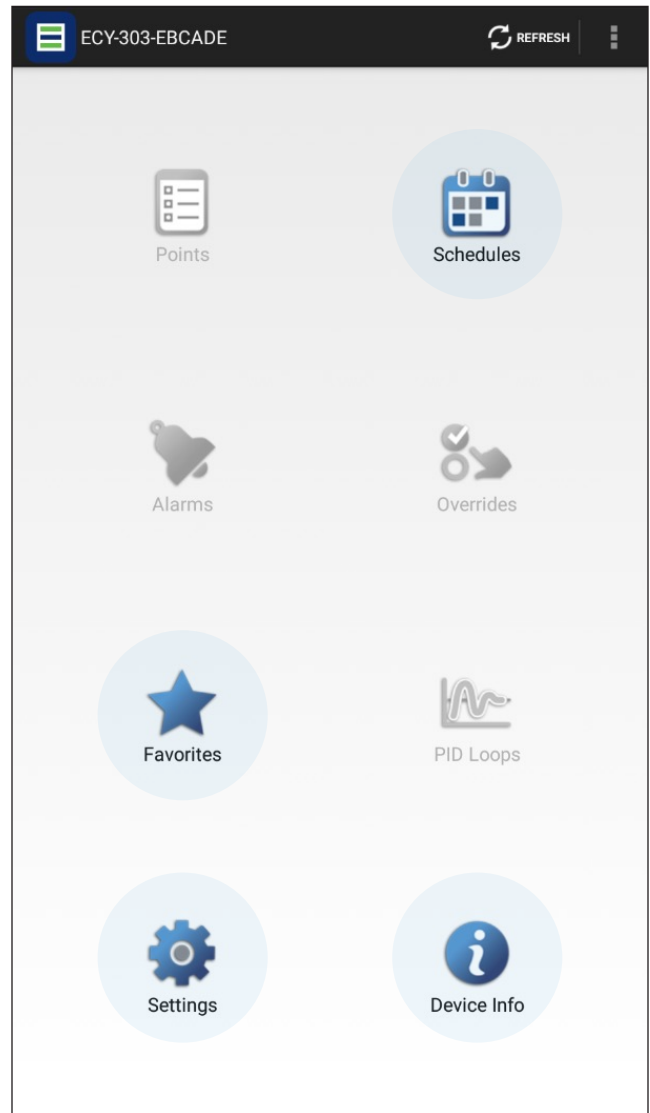 ECY-303-EBCADE
REFRESH
Points
Schedules
Alarms
Overrides
Favorites
PID Loops
Settings
Device Info